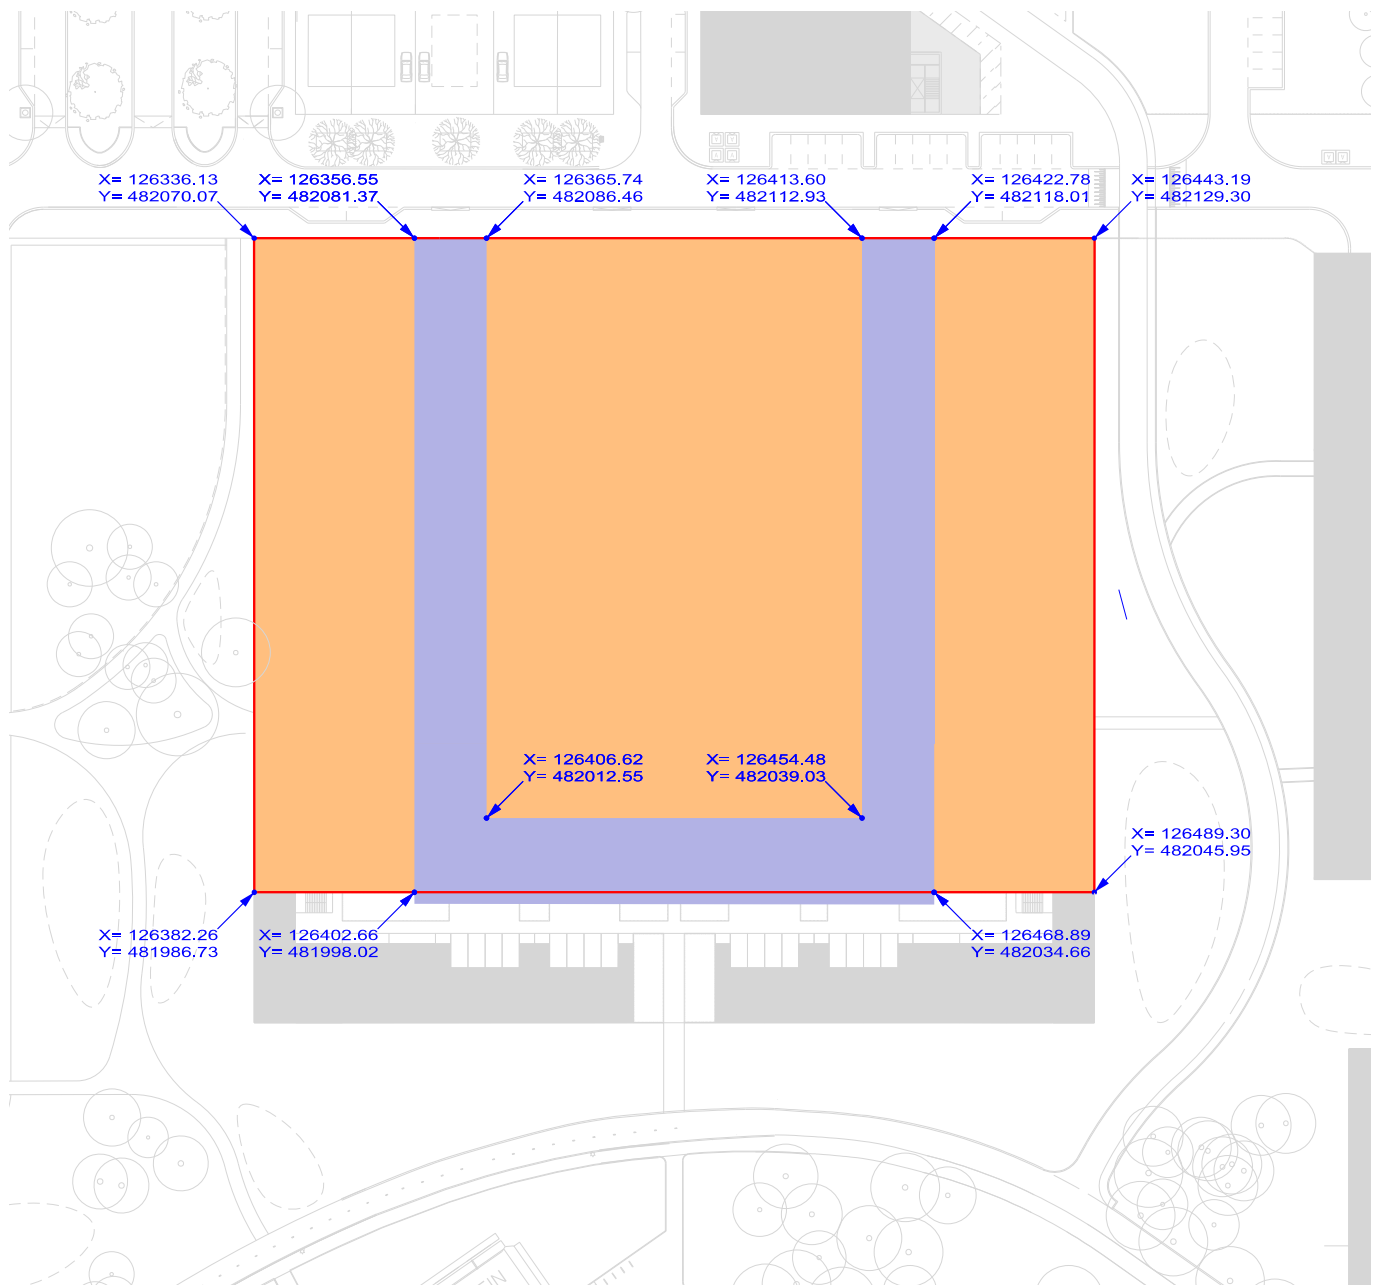 X= 126336.13
Y= 482070.07
X= 126356.55
Y= 482081.37
X= 126365.74
Y= 482086.46
X= 126413.60
Y= 482112.93
X= 126422.78
Y= 482118.01
X= 126443.19
Y= 482129.30
X= 126406.62
Y= 482012.55
X= 126454.48
Y= 482039.03
X= 126489.30
Y= 482045.95
X= 126382.26
Y= 481986.73
X= 126402.66
Y= 481998.02
X= 126468.89
Y= 482034.66